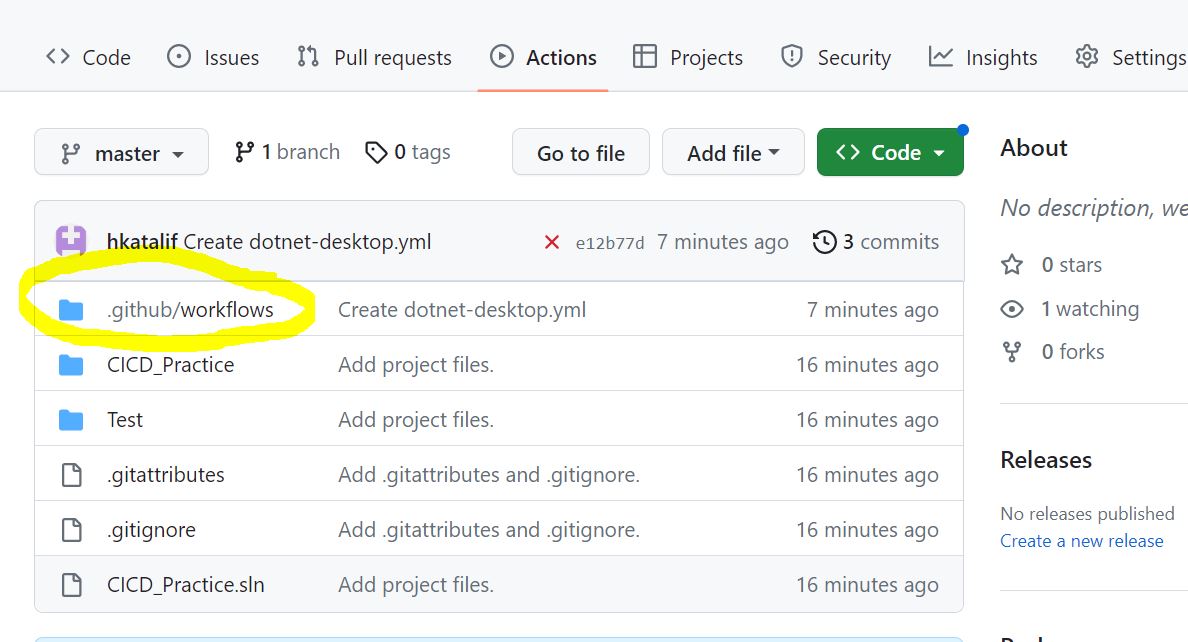 Code Issues Pull requests Actions Projects Security Insights Settings
master 1 branch 0 tags Go to file Add file Code
About
No description, we
hkatalif Create dotnet-desktop.yml e12b77d 7 minutes ago 3 commits
.github/workflows Create dotnet-desktop.yml 7 minutes ago
CICD_Practice Add project files. 16 minutes ago
Test Add project files. 16 minutes ago
.gitattributes Add .gitattributes and .gitignore. 16 minutes ago
.gitignore Add .gitattributes and .gitignore. 16 minutes ago
CICD_Practice.sln Add project files. 16 minutes ago
0 stars
1 watching
0 forks
Releases
No releases published
Create a new release